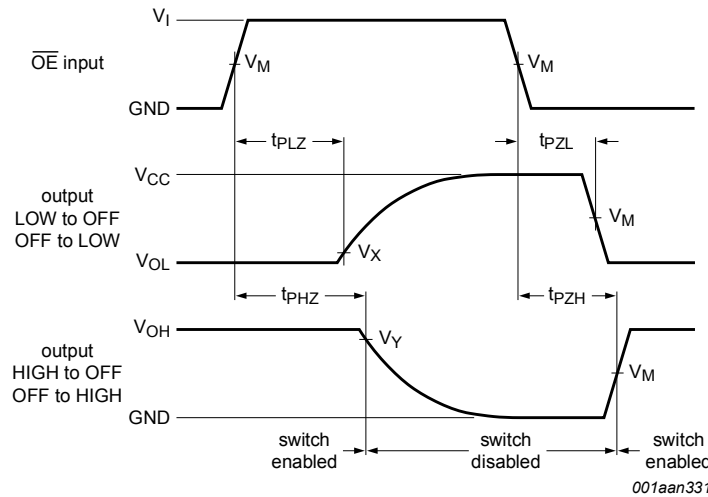 V_I
OE input
V_M
V_M
GND
t_PLZ
t_PZL
V_CC
output
LOW to OFF
OFF to LOW
V_M
V_X
V_OL
t_PHZ
t_PZH
V_OH
output
HIGH to OFF
OFF to HIGH
V_Y
V_M
GND
switch
enabled
switch
disabled
switch
enabled
001aan331